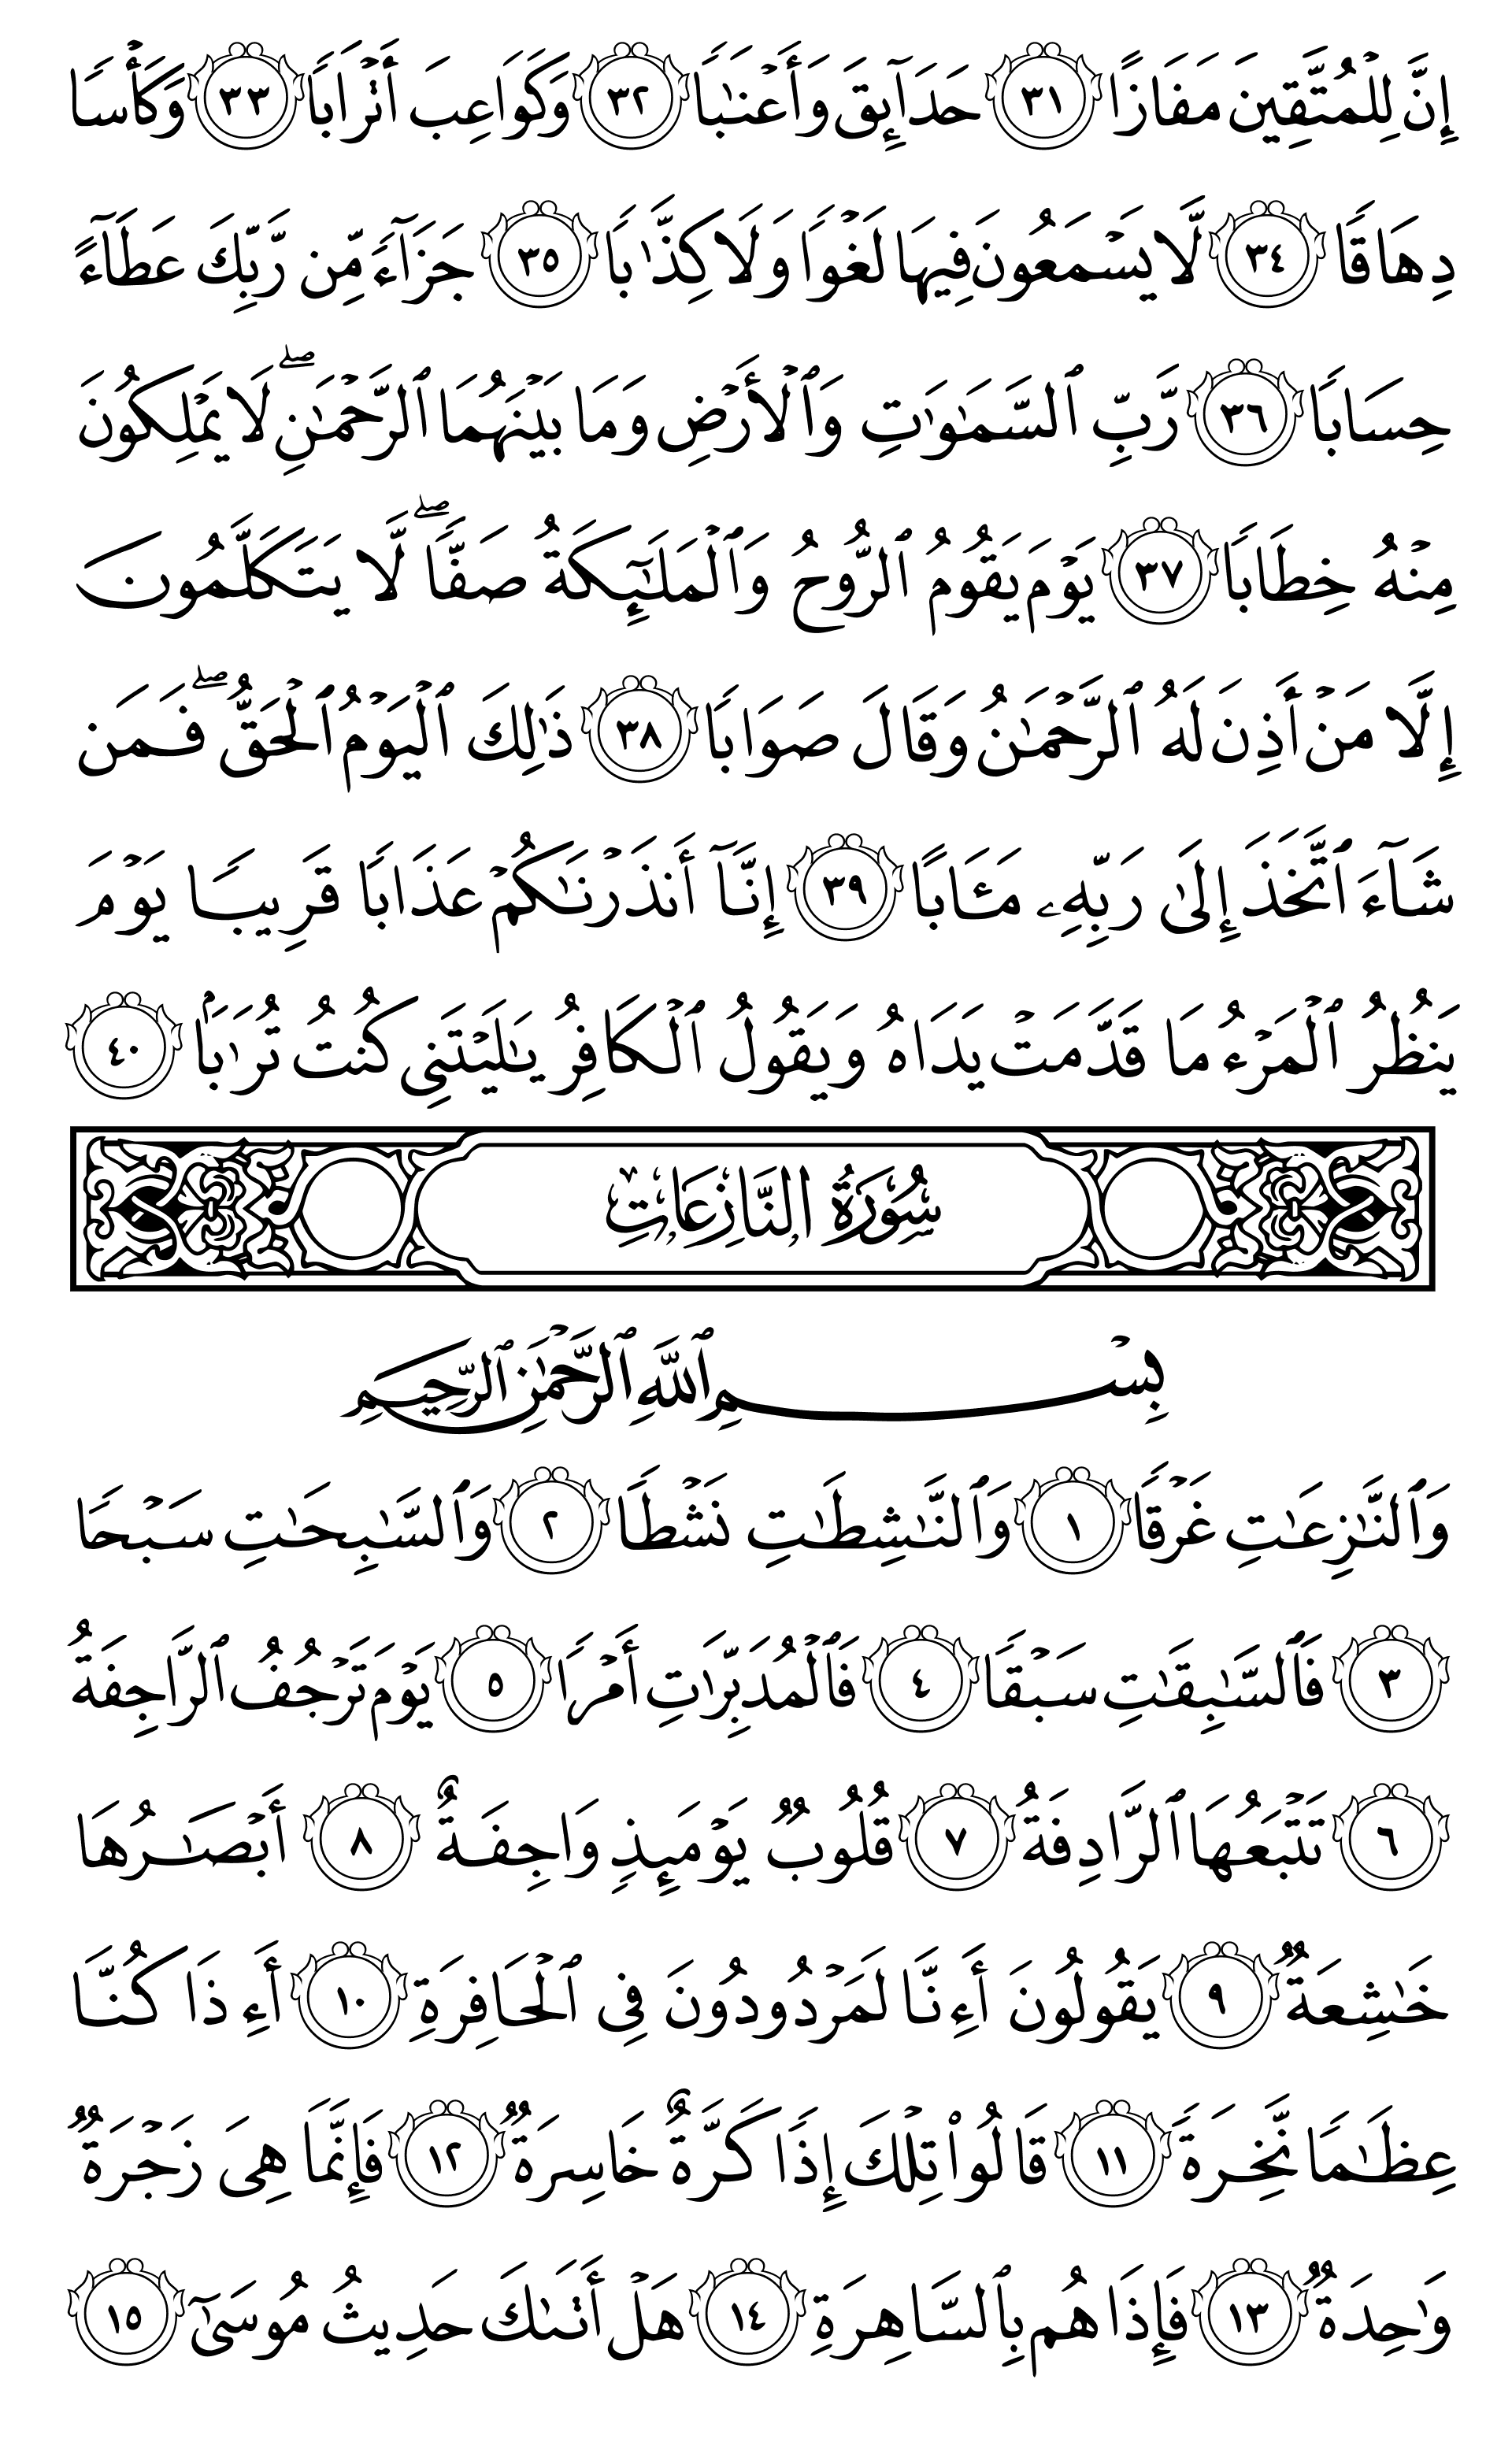 إِنَّ لِلْمُتَّقِينَ مَفَازًا ٣١ حَدَآئِقَ وَأَعْنَٰبًا ٣٢ وَكَوَاعِبَ أَتْرَابًا ٣٣ وَكَأْسًا
دِهَاقًا ٣٤ لَّا يَسْمَعُونَ فِيهَا لَغْوًا وَلَا كِذَّٰبًا ٣٥ جَزَآءً مِّن رَّبِّكَ عَطَآءً
حِسَابًا ٣٦ رَّبِّ ٱلسَّمَٰوَٰتِ وَٱلْأَرْضِ وَمَا بَيْنَهُمَا ٱلرَّحْمَٰنِ ۖ لَا يَمْلِكُونَ
مِنْهُ خِطَابًا ٣٧ يَوْمَ يَقُومُ ٱلرُّوحُ وَٱلْمَلَٰٓئِكَةُ صَفًّا ۖ لَّا يَتَكَلَّمُونَ
إِلَّا مَنْ أَذِنَ لَهُ ٱلرَّحْمَٰنُ وَقَالَ صَوَابًا ٣٨ ذَٰلِكَ ٱلْيَوْمُ ٱلْحَقُّ ۖ فَمَن
شَآءَ ٱتَّخَذَ إِلَىٰ رَبِّهِۦ مَـَٔابًا ٣٩ إِنَّآ أَنذَرْنَٰكُمْ عَذَابًا قَرِيبًا يَوْمَ
يَنظُرُ ٱلْمَرْءُ مَا قَدَّمَتْ يَدَاهُ وَيَقُولُ ٱلْكَافِرُ يَٰلَيْتَنِى كُنتُ تُرَٰبًۢا ٤٠
سُورَةُ النَّازِعَاتِ
بِسْمِ ٱللَّهِ ٱلرَّحْمَٰنِ ٱلرَّحِيمِ
وَٱلنَّٰزِعَٰتِ غَرْقًا ١ وَٱلنَّٰشِطَٰتِ نَشْطًا ٢ وَٱلسَّٰبِحَٰتِ سَبْحًا
٣ فَٱلسَّٰبِقَٰتِ سَبْقًا ٤ فَٱلْمُدَبِّرَٰتِ أَمْرًا ٥ يَوْمَ تَرْجُفُ ٱلرَّاجِفَةُ
٦ تَتْبَعُهَا ٱلرَّادِفَةُ ٧ قُلُوبٌ يَوْمَئِذٍ وَاجِفَةٌ ٨ أَبْصَٰرُهَا
خَٰشِعَةٌ ٩ يَقُولُونَ أَءِنَّا لَمَرْدُودُونَ فِى ٱلْحَافِرَةِ ١٠ أَءِذَا كُنَّا
عِظَٰمًا نَّخِرَةً ١١ قَالُوا۟ تِلْكَ إِذًا كَرَّةٌ خَاسِرَةٌ ١٢ فَإِنَّمَا هِىَ زَجْرَةٌ
وَٰحِدَةٌ ١٣ فَإِذَا هُم بِٱلسَّاهِرَةِ ١٤ هَلْ أَتَىٰكَ حَدِيثُ مُوسَىٰٓ ١٥